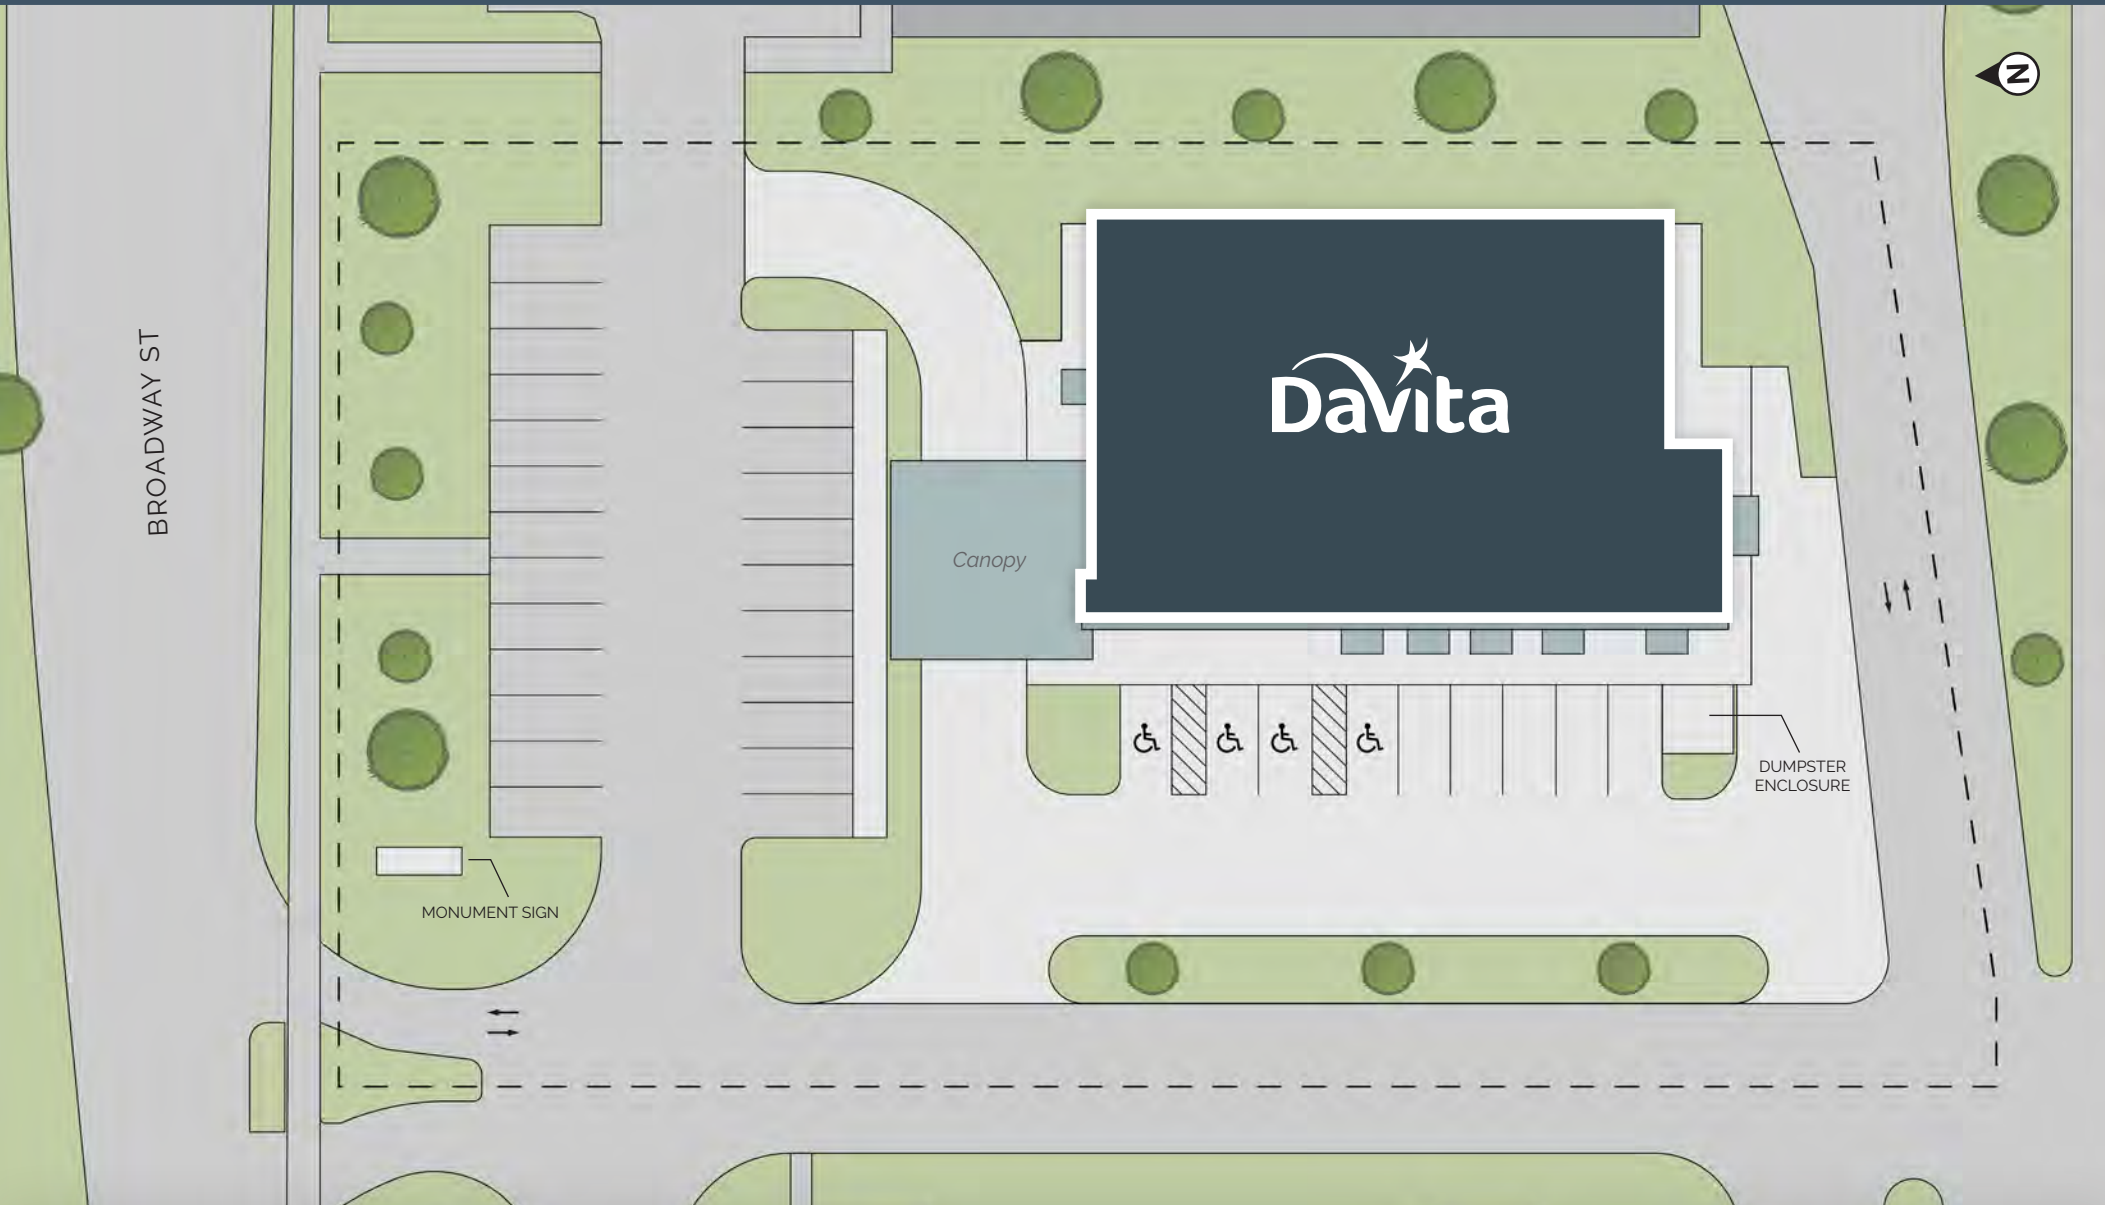 N
BROADWAY ST
DaVita
Canopy
DUMPSTER
ENCLOSURE
MONUMENT SIGN